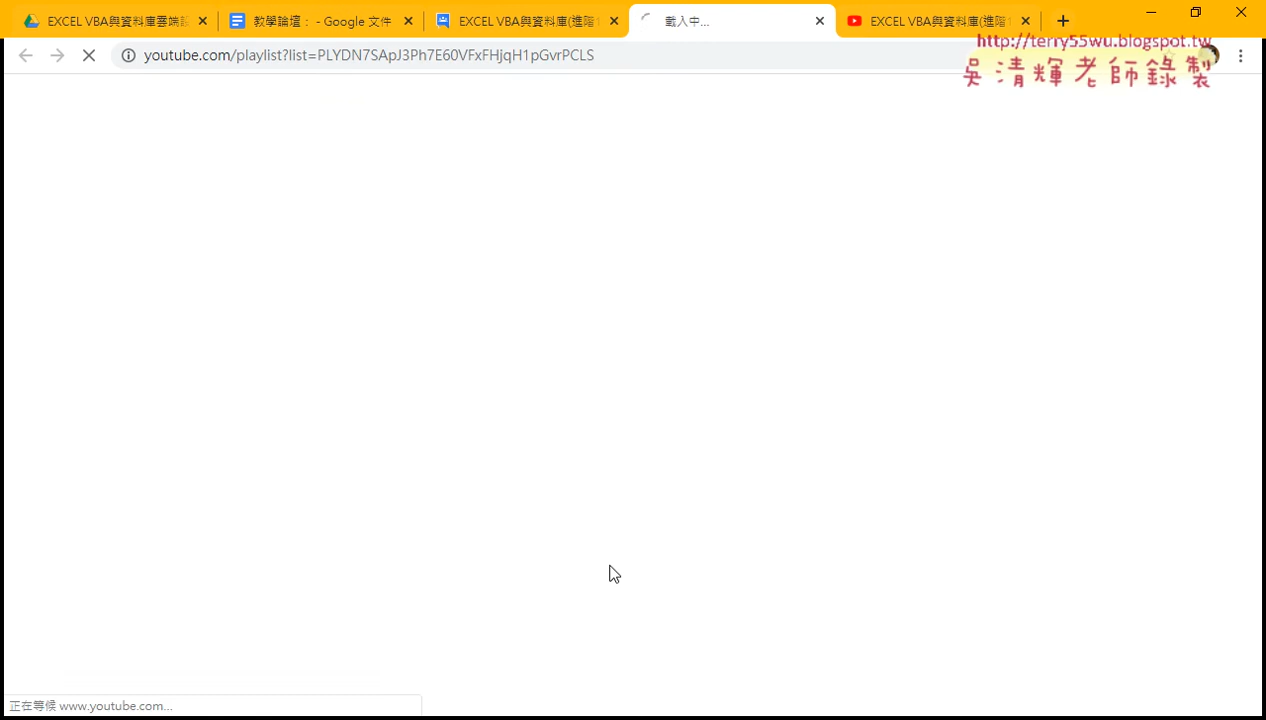 EXCEL VBA與資料庫雲端設
教學論壇： - Google 文件
EXCEL VBA與資料庫(進階1
載入中...
EXCEL VBA與資料庫(進階1
youtube.com/playlist?list=PLYDN7SApJ3Ph7E60VFxFHjqH1pGvrPCLS
http://terry55wu.blogspot.tw
吳清輝老師錄製
正在等候 www.youtube.com...